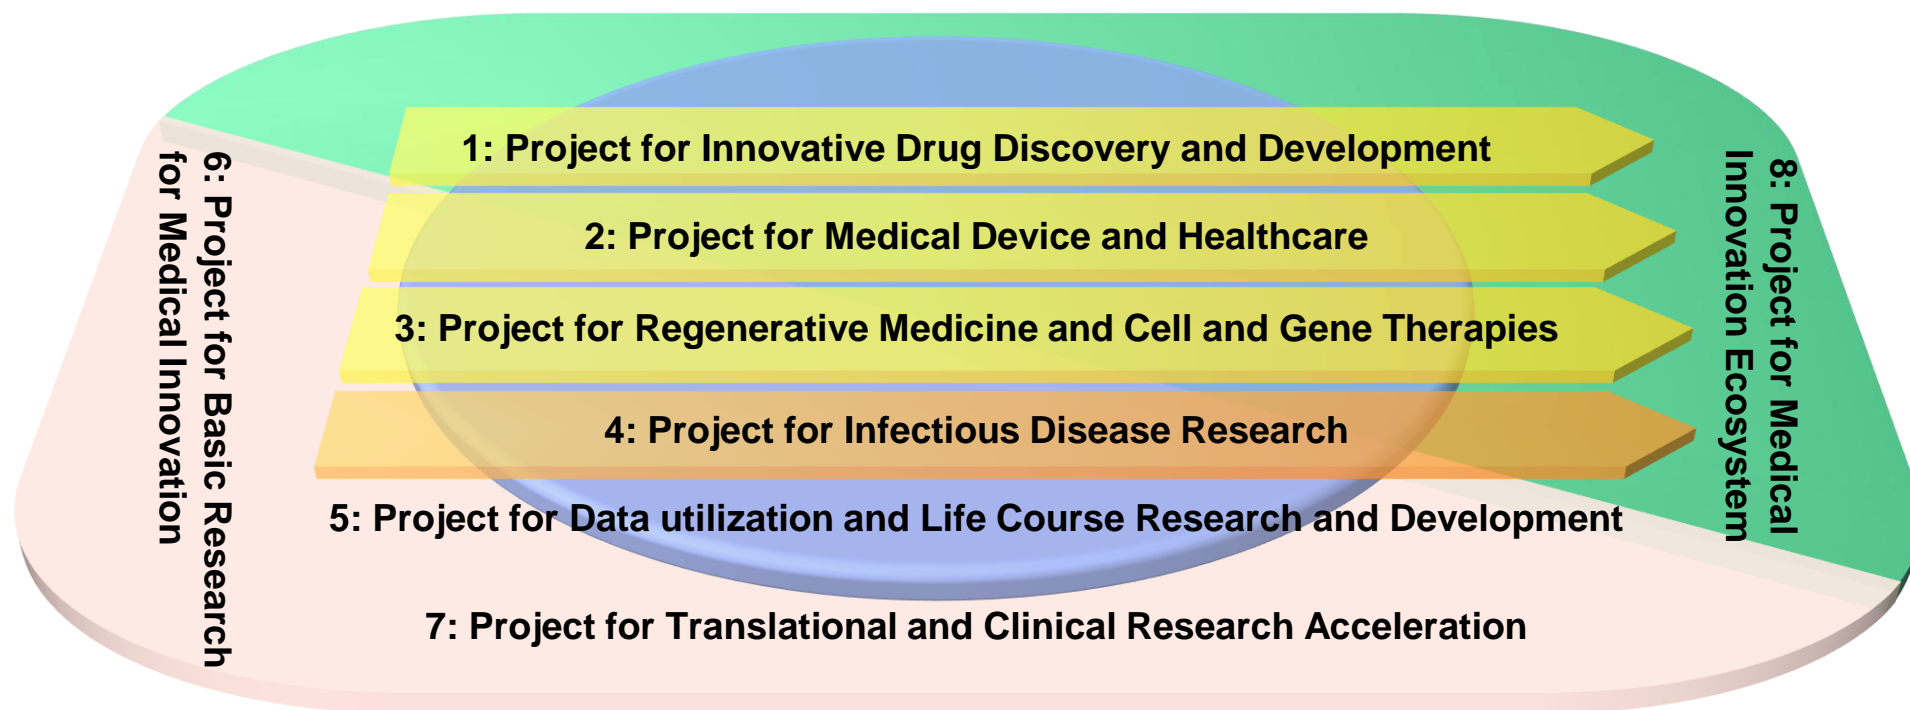 1: Project for Innovative Drug Discovery and Development
2: Project for Medical Device and Healthcare
3: Project for Regenerative Medicine and Cell and Gene Therapies
4: Project for Infectious Disease Research
5: Project for Data utilization and Life Course Research and Development
6: Project for Basic Research
for Medical Innovation
7: Project for Translational and Clinical Research Acceleration
8: Project for Medical
Innovation Ecosystem